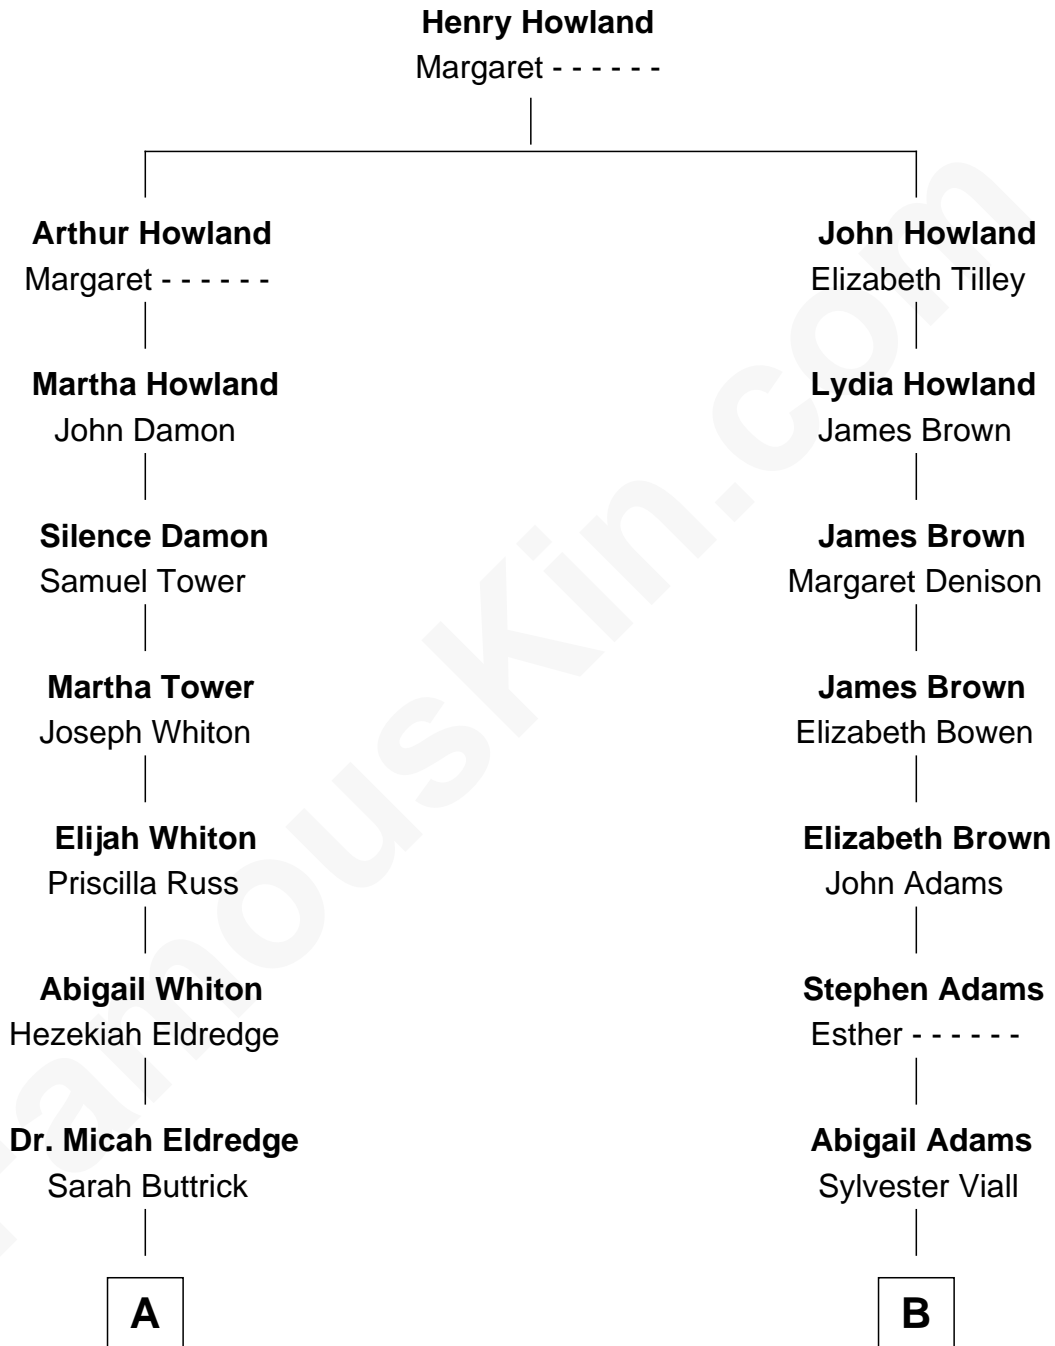 Henry Howland
Margaret - - - - - -
Arthur Howland
Margaret - - - - - -
Martha Howland
John Damon
Silence Damon
Samuel Tower
Martha Tower
Joseph Whiton
Elijah Whiton
Priscilla Russ
Abigail Whiton
Hezekiah Eldredge
Dr. Micah Eldredge
Sarah Buttrick
A
John Howland
Elizabeth Tilley
Lydia Howland
James Brown
James Brown
Margaret Denison
James Brown
Elizabeth Bowen
Elizabeth Brown
John Adams
Stephen Adams
Esther - - - - - -
Abigail Adams
Sylvester Viall
B
FamousKin.com